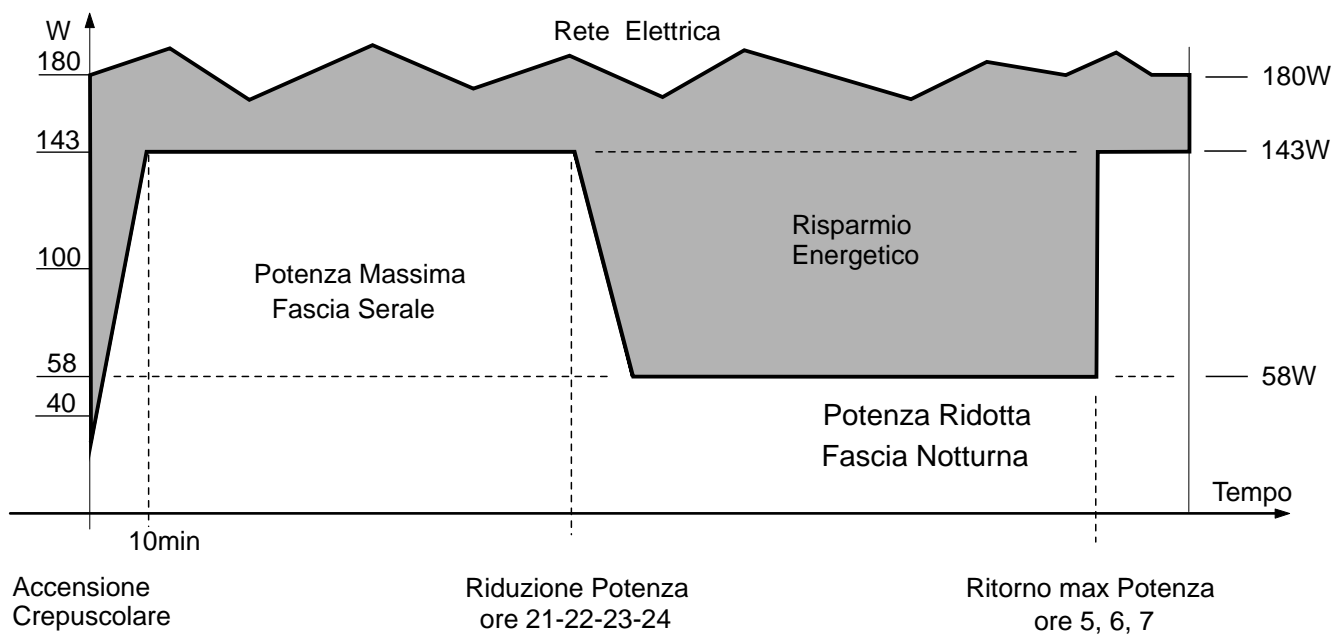 W
Rete Elettrica
180
180W
143
143W
Risparmio
Energetico
100
Potenza Massima
Fascia Serale
58
58W
40
Potenza Ridotta
Fascia Notturna
Tempo
10min
Accensione
Crepuscolare
Riduzione Potenza
ore 21-22-23-24
Ritorno max Potenza
ore 5, 6, 7